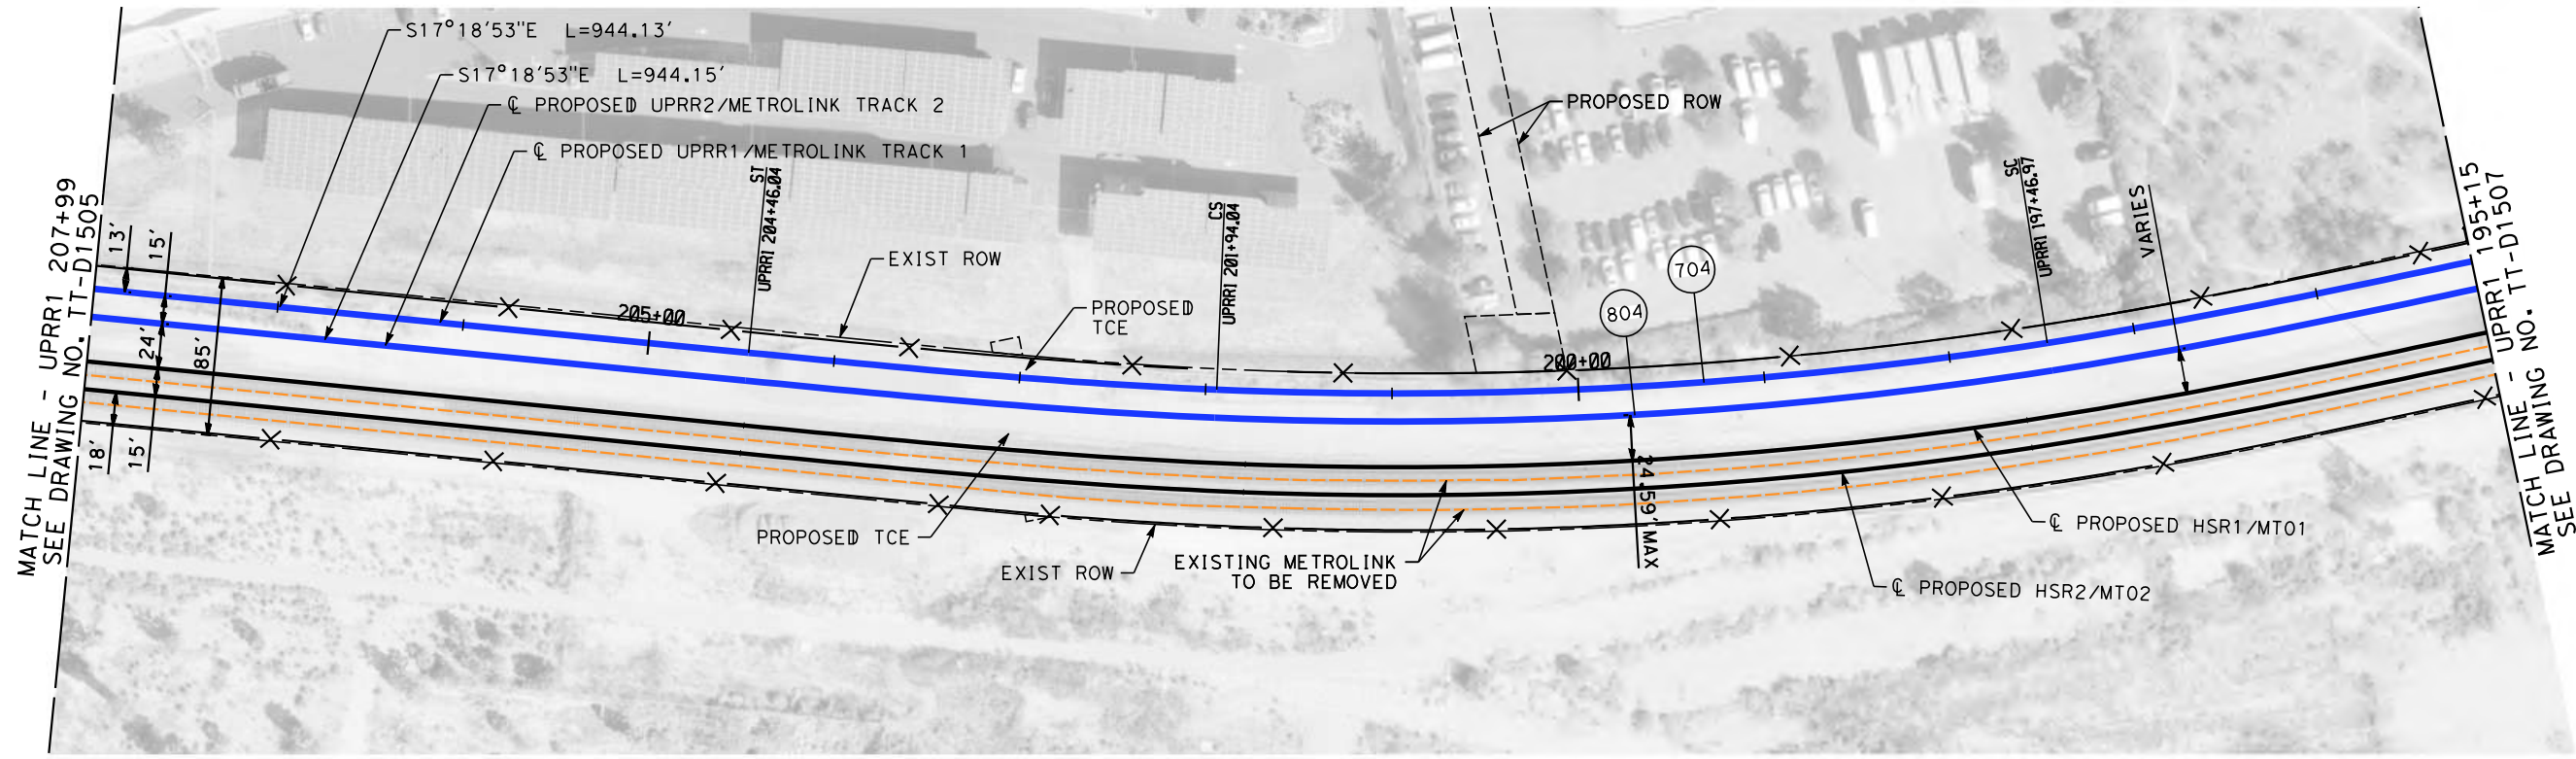 S17°18'53"E L=944.13'
S17°18'53"E L=944.15'
℄ PROPOSED UPRR2/METROLINK TRACK 2
℄ PROPOSED UPRR1/METROLINK TRACK 1
PROPOSED ROW
MATCH LINE - UPRR1 207+99
SEE DRAWING NO. TT-D1505
13'
15'
24'
85'
18'
15'
ST
UPRR1 204+46.04
CS
UPRR1 201+94.04
SC
UPRR1 197+46.97
VARIES
MATCH LINE - UPRR1 195+15
SEE DRAWING NO. TT-D1507
EXIST ROW
205+00
PROPOSED
TCE
704
804
200+00
24.59' MAX
PROPOSED TCE
EXIST ROW
EXISTING METROLINK
TO BE REMOVED
℄ PROPOSED HSR1/MT01
℄ PROPOSED HSR2/MT02